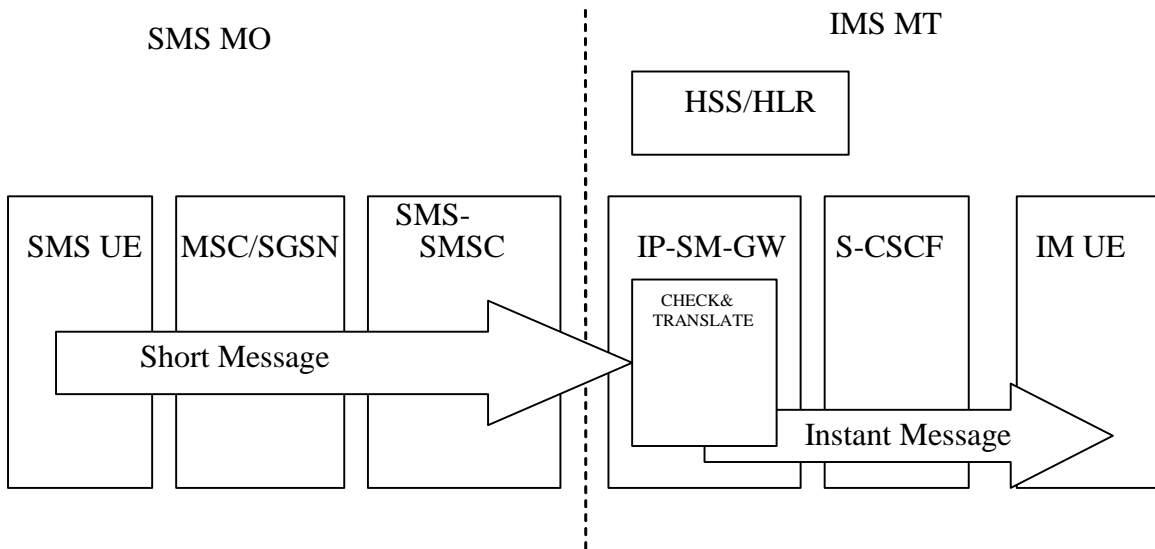 SMS MO
IMS MT
HSS/HLR
SMS UE
MSC/SGSN
SMS-
SMSC
IP-SM-GW
S-CSCF
IM UE
CHECK&
TRANSLATE
Short Message
Instant Message